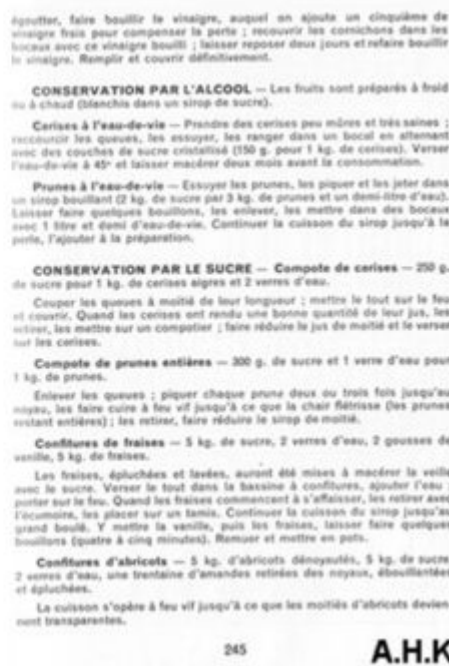 égoutter, faire bouillir le vinaigre, auquel on ajoute un cinquième de
vinaigre frais pour compenser la perte ; recouvrir les cornichons dans les
bocaux avec ce vinaigre bouilli ; laisser reposer deux jours et refaire bouillir
le vinaigre. Remplir et couvrir définitivement.
CONSERVATION PAR L'ALCOOL — Les fruits sont préparés à froid
ou à chaud (blanchis dans un sirop de sucre).
Cerises à l'eau-de-vie — Prendre des cerises peu mûres et très saines ;
raccourcir les queues, les essuyer, les ranger dans un bocal en alternant
avec des couches de sucre cristallisé (150 g. pour 1 kg. de cerises). Verser
l'eau-de-vie à 45° et laisser macérer deux mois avant la consommation.
Prunes à l'eau-de-vie — Essuyer les prunes, les piquer et les jeter dans
un sirop bouillant (2 kg. de sucre par 3 kg. de prunes et un demi-litre d'eau).
Laisser faire quelques bouillons, les enlever, les mettre dans des bocaux
avec 1 litre et demi d'eau-de-vie. Continuer la cuisson du sirop jusqu'à la
perle, l'ajouter à la préparation.
CONSERVATION PAR LE SUCRE — Compote de cerises — 250 g.
de sucre pour 1 kg. de cerises aigres et 2 verres d'eau.
Couper les queues à moitié de leur longueur ; mettre le tout sur le feu
et couvrir. Quand les cerises ont rendu une bonne quantité de leur jus, les
retirer, les mettre sur un compotier ; faire réduire le jus de moitié et le verser
sur les cerises.
Compote de prunes entières — 300 g. de sucre et 1 verre d'eau pour
1 kg. de prunes.
Enlever les queues ; piquer chaque prune deux ou trois fois jusqu'au
noyau, les faire cuire à feu vif jusqu'à ce que la chair flétrisse (les prunes
restant entières) ; les retirer, faire réduire le sirop de moitié.
Confitures de fraises — 5 kg. de sucre, 2 verres d'eau, 2 gousses de
vanille, 5 kg. de fraises.
Les fraises, épluchées et lavées, auront été mises à macérer la veille
avec le sucre. Verser le tout dans la bassine à confitures, ajouter l'eau ;
porter sur le feu. Quand les fraises commencent à s'affaisser, les retirer avec
l'écumoire, les placer sur un tamis. Continuer la cuisson du sirop jusqu'au
grand boulé. Y mettre la vanille, puis les fraises, laisser faire quelques
bouillons (quatre à cinq minutes). Remuer et mettre en pots.
Confitures d'abricots — 5 kg. d'abricots dénoyautés, 5 kg. de sucre
2 verres d'eau, une trentaine d'amandes retirées des noyaux, ébouillantées
et épluchées.
La cuisson s'opère à feu vif jusqu'à ce que les moitiés d'abricots devien-
nent transparentes.
245
A.H.K